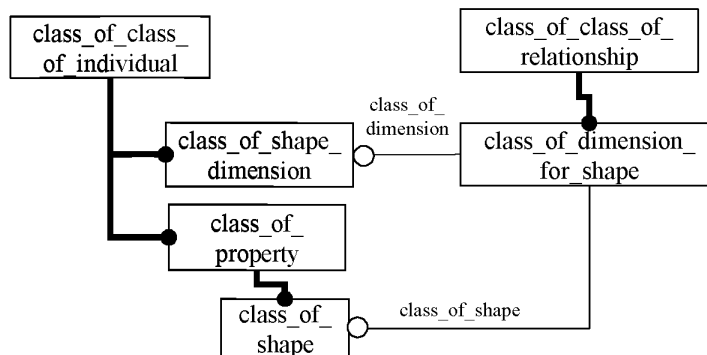 class_of_class_
of_individual
class_of_class_of_
relationship
class_of_
dimension
class_of_shape_
dimension
class_of_dimension_
for_shape
class_of_
property
class_of_shape
class_of_
shape